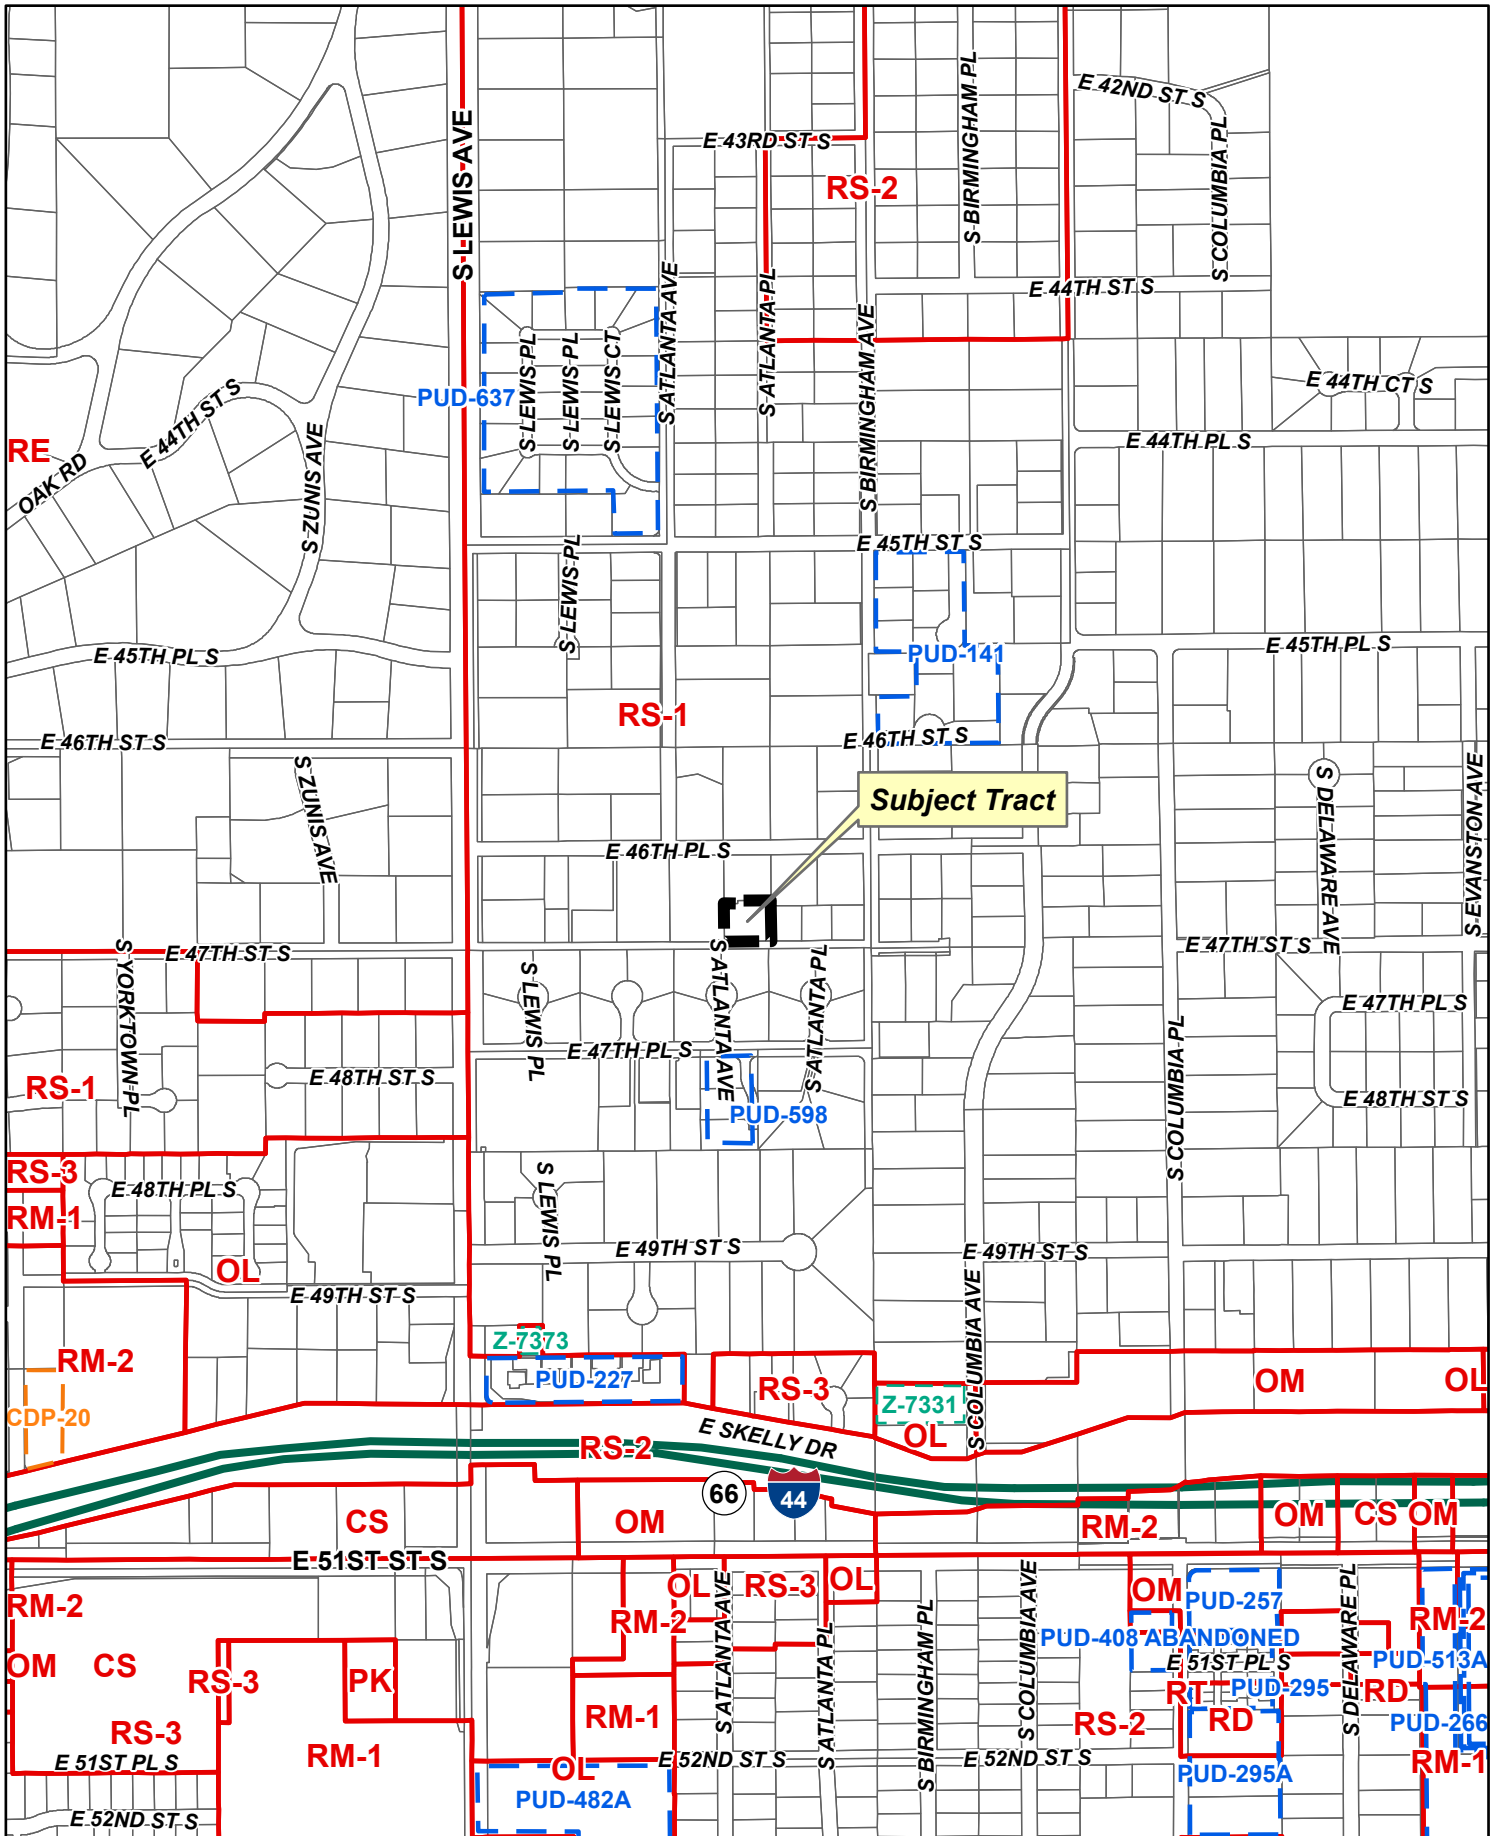 S BIRMINGHAM PL
E 42ND ST S
S COLUMBIA PL
S LEWIS AVE
E 43RD ST S
RS-2
S ATLANTA AVE
S ATLANTA PL
E 44TH ST S
S BIRMINGHAM AVE
S LEWIS PL
S LEWIS PL
S LEWIS CT
PUD-637
E 44TH CT S
E 44TH ST S
E 44TH PL S
RE
OAK RD
S ZUNIS AVE
E 45TH ST S
S LEWIS PL
E 45TH PL S
PUD-141
E 45TH PL S
RS-1
E 46TH ST S
E 46TH ST S
S ZUNIS AVE
S DELAWARE AVE
S EVANSTON AVE
Subject Tract
E 46TH PL S
E 47TH ST S
E 47TH ST S
S YORKTOWN PL
S LEWIS PL
S ATLANTA AVE
S ATLANTA PL
E 47TH PL S
S COLUMBIA PL
E 47TH PL S
RS-1
E 48TH ST S
E 48TH ST S
PUD-598
RS-3
E 48TH PL S
S LEWIS PL
RM-1
E 49TH ST S
E 49TH ST S
OL
E 49TH ST S
S COLUMBIA AVE
Z-7373
RM-2
PUD-227
RS-3
OM
OL
Z-7331
CDP-20
E SKELLY DR
OL
RS-2
66
44
CS
OM
RM-2
OM
CS
OM
E 51ST ST S
OL
RS-3
OL
S ATLANTA AVE
S COLUMBIA AVE
OM
PUD-257
S DELAWARE PL
RM-2
RM-2
RM-2
S BIRMINGHAM PL
S ATLANTA PL
PUD-408 ABANDONED
OM
CS
E 51ST PL S
PUD-513A
RS-3
PK
RT
PUD-295
RD
RM-1
RS-2
RD
PUD-266
RS-3
RM-1
E 51ST PL S
E 52ND ST S
E 52ND ST S
RM-1
OL
PUD-295A
PUD-482A
E 52ND ST S